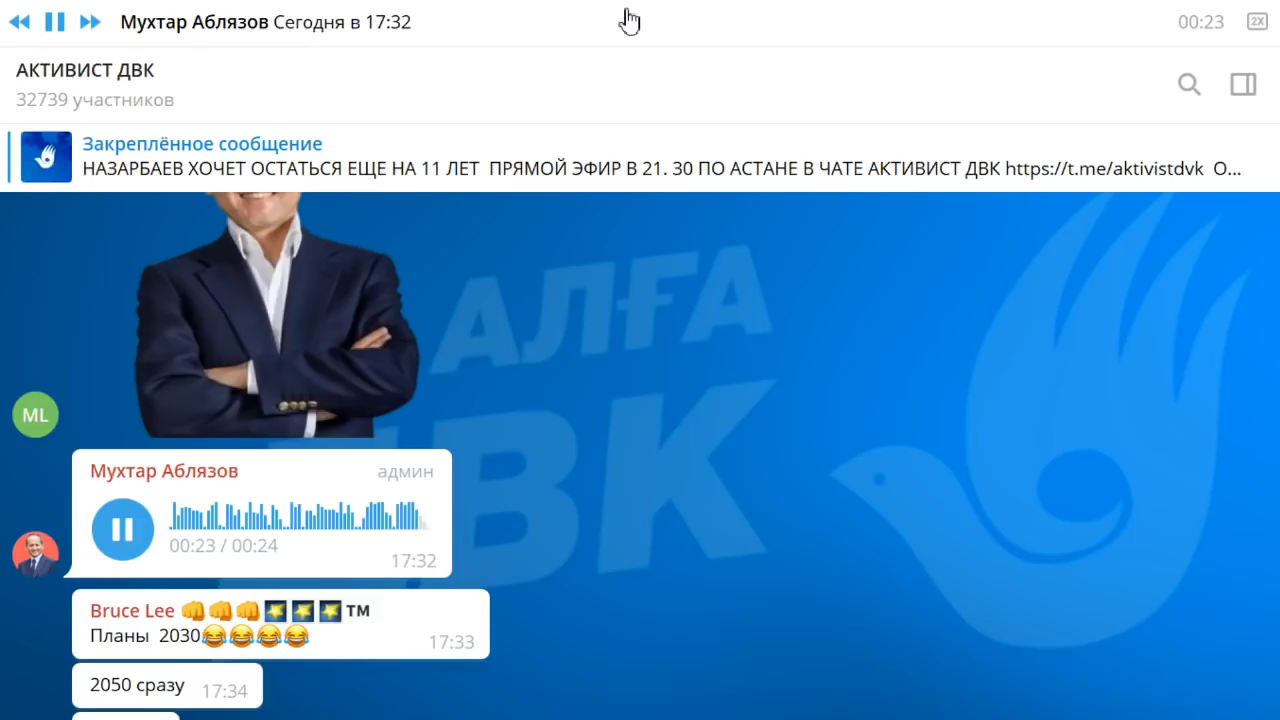 Мухтар Аблязов Сегодня в 17:32
00:23
2X
АКТИВИСТ ДВК
32739 участников
Закреплённое сообщение
НАЗАРБАЕВ ХОЧЕТ ОСТАТЬСЯ ЕЩЕ НА 11 ЛЕТ ПРЯМОЙ ЭФИР В 21. 30 ПО АСТАНЕ В ЧАТЕ АКТИВИСТ ДВК https://t.me/aktivistdvk О...
АЛҒА
ДВК
ML
Мухтар Аблязов
админ
00:23 / 00:24
17:32
Bruce Lee 👊👊👊🌠🌠🌠™
Планы 2030😂😂😂😂
17:33
2050 сразу
17:34